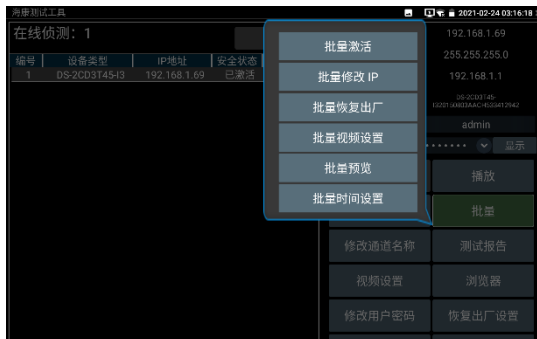 海康测试工具
2021-02-24 03:16:18
在线侦测：1
编号 设备类型 IP地址 安全状态
1 DS-2CD3T45-I3 192.168.1.69 已激活
批量激活
批量修改 IP
批量恢复出厂
批量视频设置
批量预览
批量时间设置
192.168.1.69
255.255.255.0
192.168.1.1
DS-2CD3T45-
admin
显示
播放
批量
修改通道名称 测试报告
视频设置 浏览器
修改用户密码 恢复出厂设置